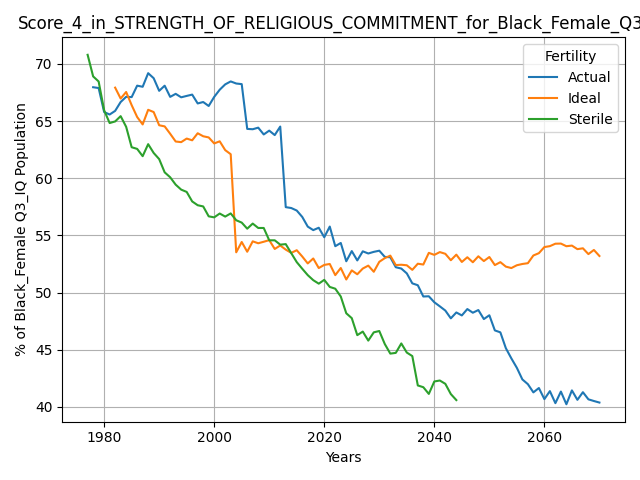 Score_4_in_STRENGTH_OF_RELIGIOUS_COMMITMENT_for_Black_Female_Q3
Fertility
Actual
Ideal
Sterile
% of Black_Female Q3_IQ Population
70
65
60
55
50
45
40
1980
2000
2020
2040
2060
Years